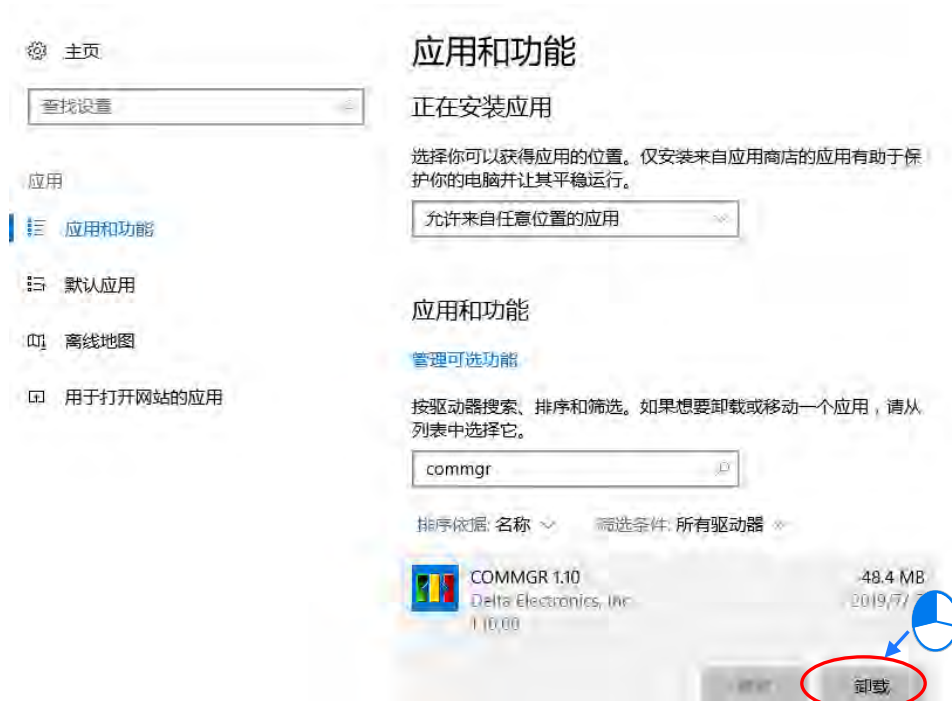 主页
查找设置
应用
应用和功能
默认应用
离线地图
用于打开网站的应用
应用和功能
正在安装应用
选择你可以获得应用的位置。仅安装来自应用商店的应用有助于保
护你的电脑并让其平稳运行。
允许来自任意位置的应用
应用和功能
管理可选功能
按驱动器搜索、排序和筛选。如果想要卸载或移动一个应用，请从
列表中选择它。
commgr
排序依据: 名称 筛选条件: 所有驱动器
COMMGR 1.10 48.4 MB
Delta Electronics, Inc. 2019/7/
1.10.00
卸载